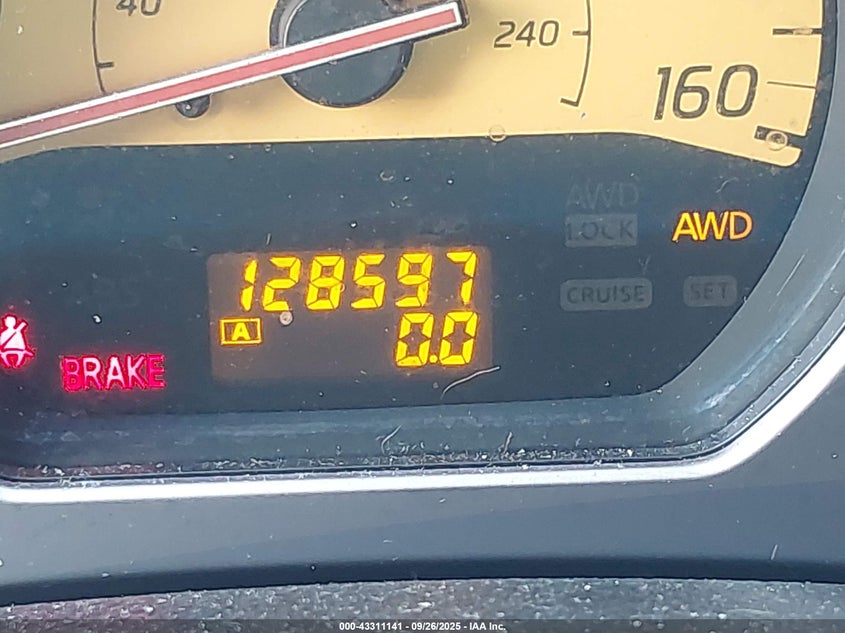 40
240
160
AWD
LOCK
AWD
128597
CRUISE
SET
A
0.0
BRAKE
000-43311141 - 09/26/2025 - IAA Inc.